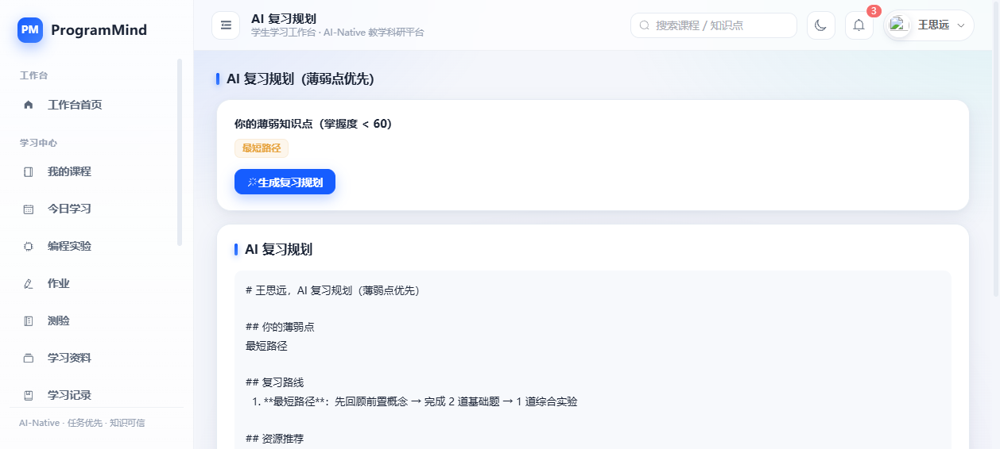 PM ProgramMind
工作台
工作台首页
学习中心
我的课程
今日学习
编程实验
作业
测验
学习资料
学习记录
AI-Native · 任务优先 · 知识可信
AI 复习规划
学生学习工作台 · AI-Native 教学科研平台
搜索课程 / 知识点
3
王思远
AI 复习规划（薄弱点优先）
你的薄弱知识点（掌握度 < 60）
最短路径
生成复习规划
AI 复习规划
# 王思远，AI 复习规划（薄弱点优先）
## 你的薄弱点
最短路径
## 复习路线
1. **最短路径**：先回顾前置概念 → 完成 2 道基础题 → 1 道综合实验
## 资源推荐